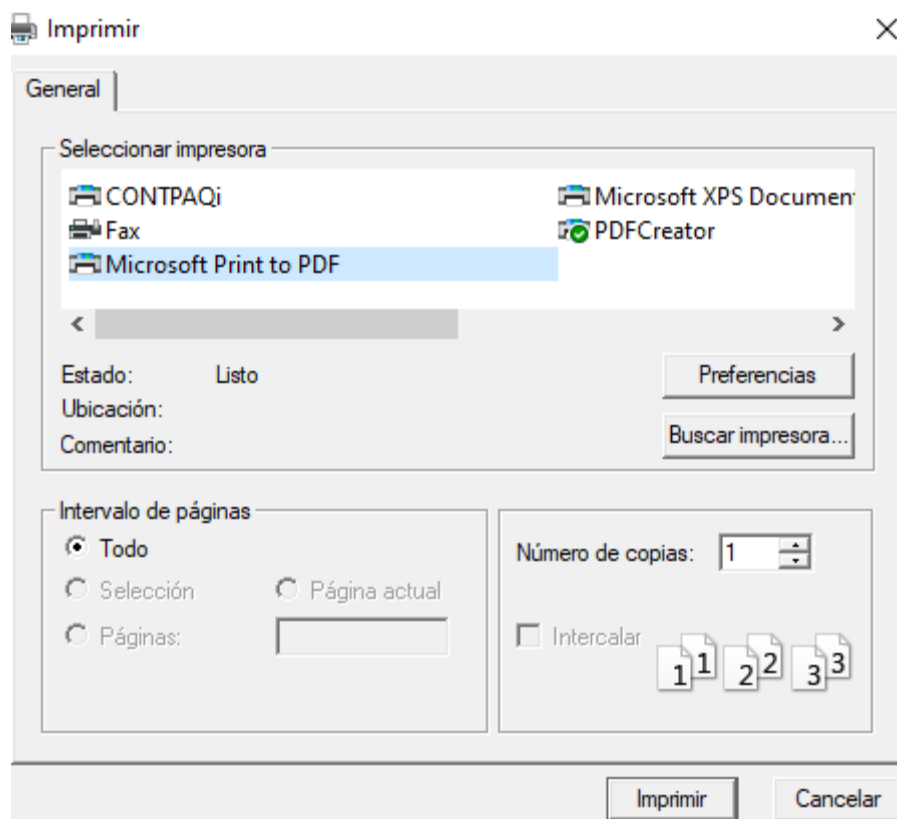 Imprimir
General
Seleccionar impresora
CONTPAQi
Fax
Microsoft Print to PDF
Microsoft XPS Documen
PDFCreator
Estado: Listo
Ubicación:
Comentario:
Preferencias
Buscar impresora...
Intervalo de páginas
Todo
Selección
Página actual
Páginas:
Número de copias: 1
Intercalar
1 1 2 2 3 3
Imprimir
Cancelar